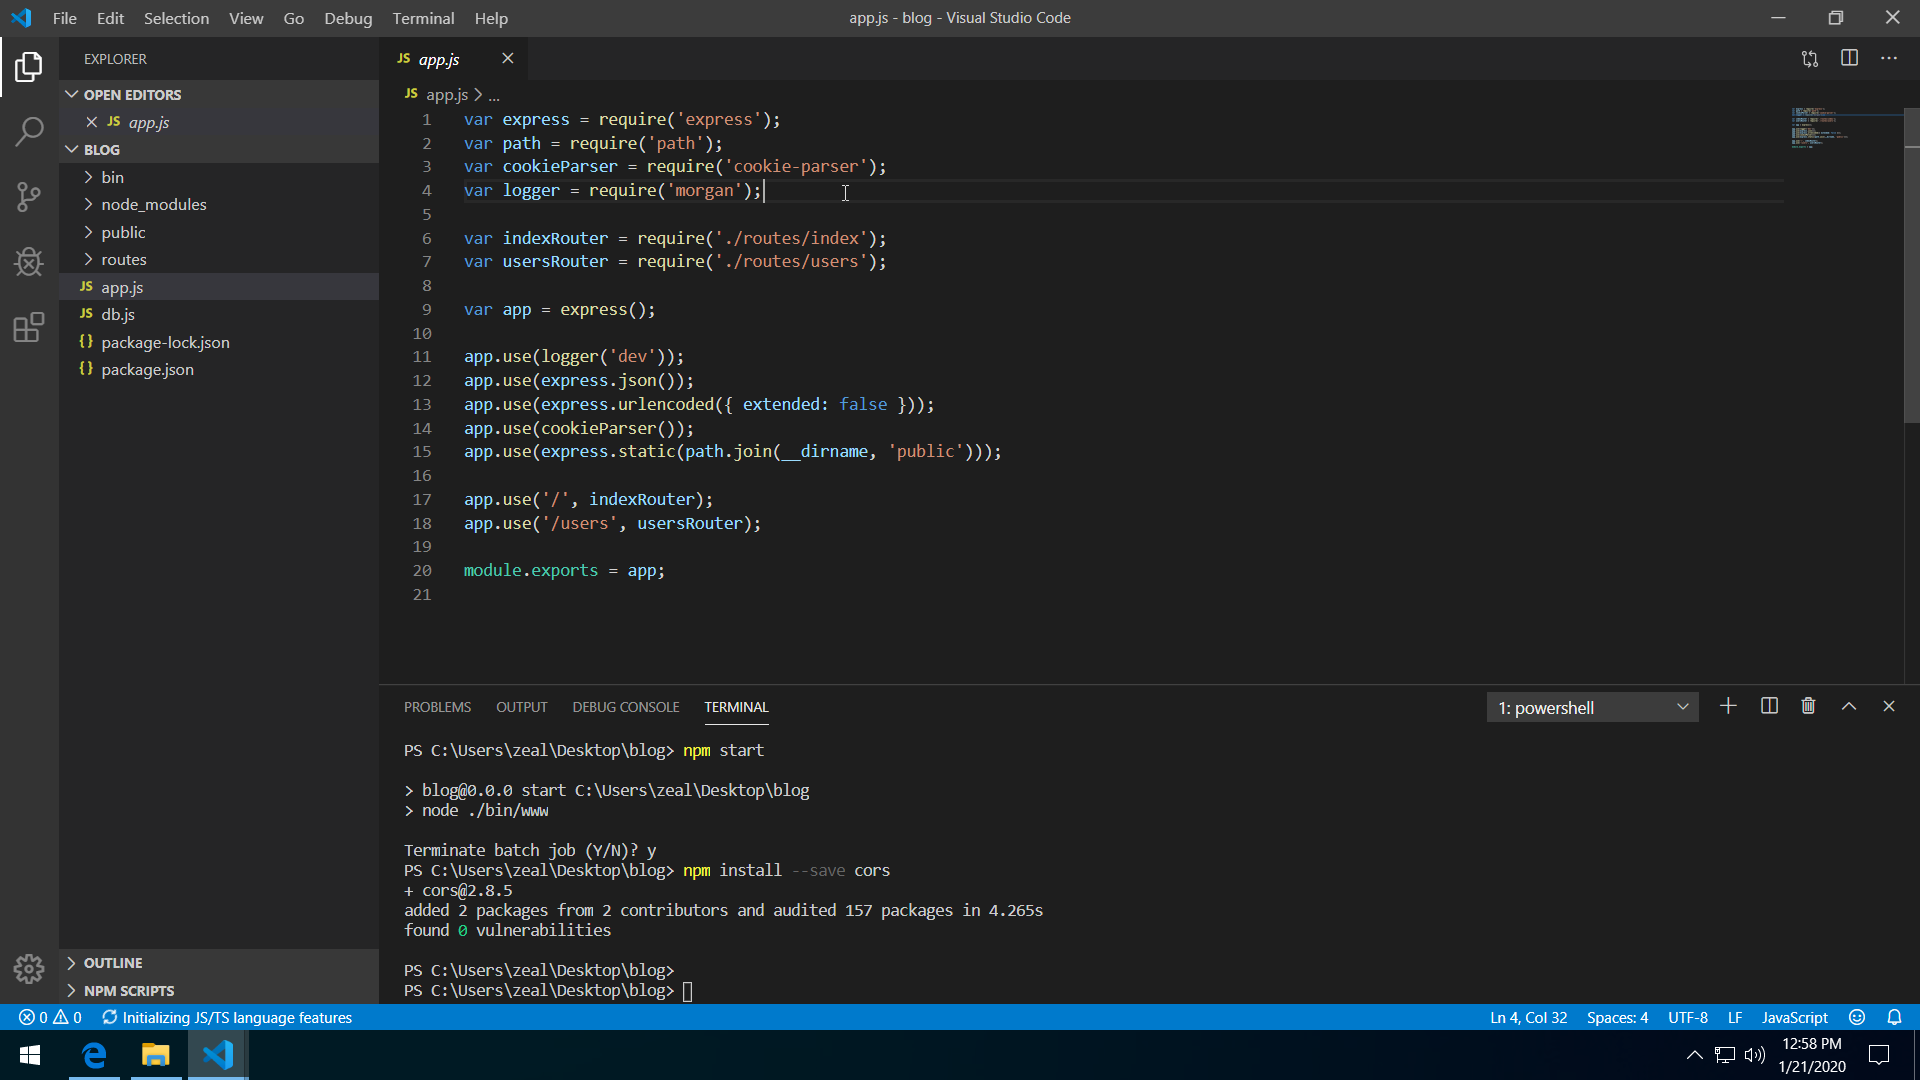 File Edit Selection View Go Debug Terminal Help
app.js - blog - Visual Studio Code
EXPLORER
OPEN EDITORS
JS app.js
BLOG
bin
node_modules
public
routes
JS app.js
JS db.js
{} package-lock.json
{} package.json
OUTLINE
NPM SCRIPTS
JS app.js
JS app.js > ...
1 var express = require('express');
2 var path = require('path');
3 var cookieParser = require('cookie-parser');
4 var logger = require('morgan');
5
6 var indexRouter = require('./routes/index');
7 var usersRouter = require('./routes/users');
8
9 var app = express();
10
11 app.use(logger('dev'));
12 app.use(express.json());
13 app.use(express.urlencoded({ extended: false }));
14 app.use(cookieParser());
15 app.use(express.static(path.join(__dirname, 'public')));
16
17 app.use('/', indexRouter);
18 app.use('/users', usersRouter);
19
20 module.exports = app;
21
PROBLEMS OUTPUT DEBUG CONSOLE TERMINAL
1: powershell
PS C:\Users\zeal\Desktop\blog> npm start
> blog@0.0.0 start C:\Users\zeal\Desktop\blog
> node ./bin/www
Terminate batch job (Y/N)? y
PS C:\Users\zeal\Desktop\blog> npm install --save cors
+ cors@2.8.5
added 2 packages from 2 contributors and audited 157 packages in 4.265s
found 0 vulnerabilities
PS C:\Users\zeal\Desktop\blog>
PS C:\Users\zeal\Desktop\blog>
0 0 Initializing JS/TS language features
Ln 4, Col 32 Spaces: 4 UTF-8 LF JavaScript
12:58 PM
1/21/2020